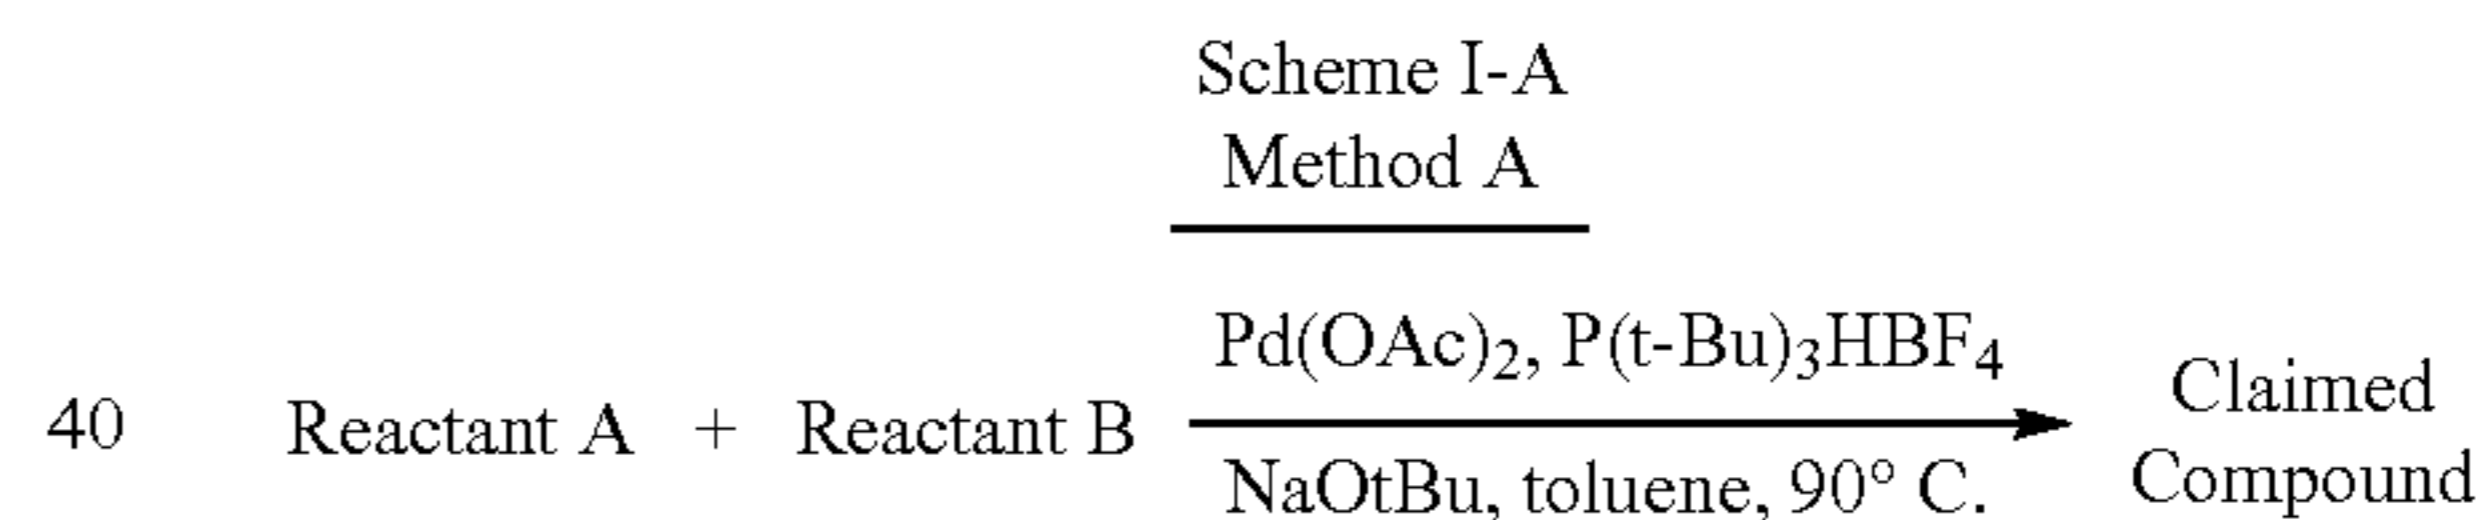 Scheme I-A
Method A
Pd(OAc)₂, P(t-Bu)₃HBF₄
40 Reactant A + Reactant B
NaOtBu, toluene, 90° C.
Claimed
Compound